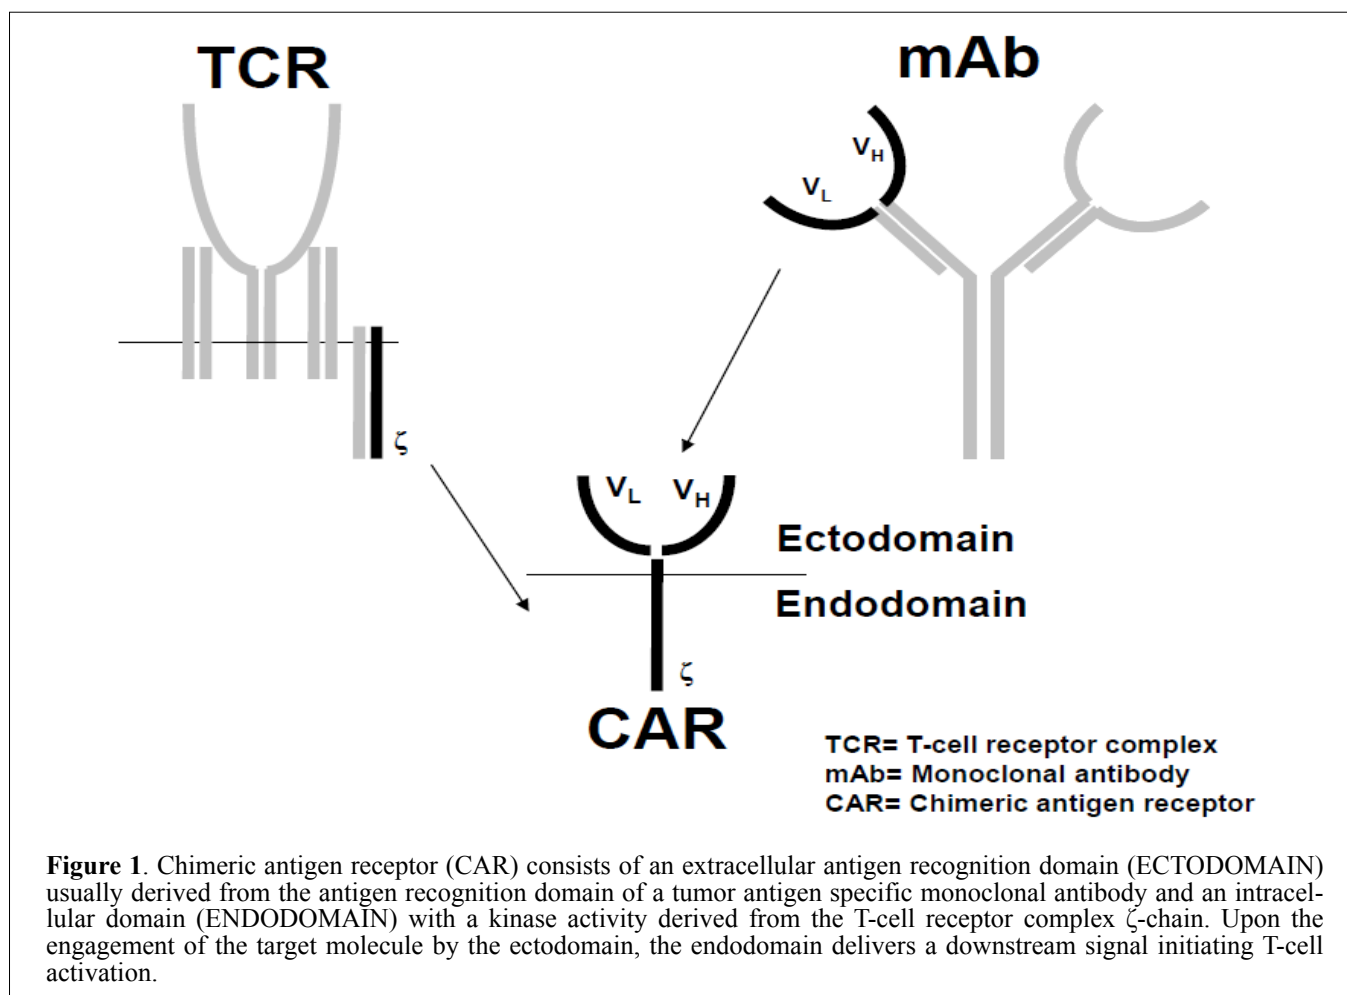 TCR
mAb
VH
VL
ζ
VL VH
Ectodomain
Endodomain
ζ
CAR
TCR= T-cell receptor complex
mAb= Monoclonal antibody
CAR= Chimeric antigen receptor
Figure 1. Chimeric antigen receptor (CAR) consists of an extracellular antigen recognition domain (ECTODOMAIN)
usually derived from the antigen recognition domain of a tumor antigen specific monoclonal antibody and an intracel-
lular domain (ENDODOMAIN) with a kinase activity derived from the T-cell receptor complex ζ-chain. Upon the
engagement of the target molecule by the ectodomain, the endodomain delivers a downstream signal initiating T-cell
activation.